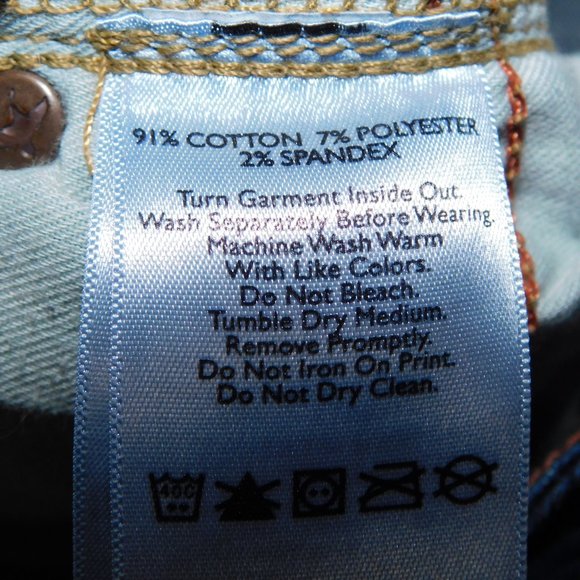 91% COTTON 7% POLYESTER
2% SPANDEX
Turn Garment Inside Out.
Wash Separately Before Wearing.
Machine Wash Warm
With Like Colors.
Do Not Bleach.
Tumble Dry Medium.
Remove Promptly.
Do Not Iron On Print.
Do Not Dry Clean.
40C